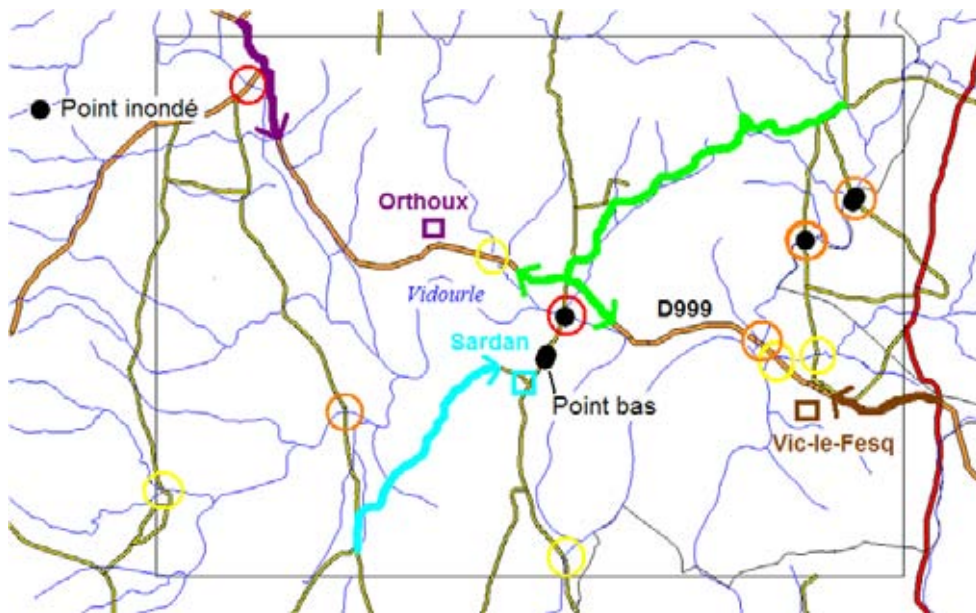 Point inondé
Orthoux
Vidourle
D999
Sardan
Point bas
Vic-le-Fesq